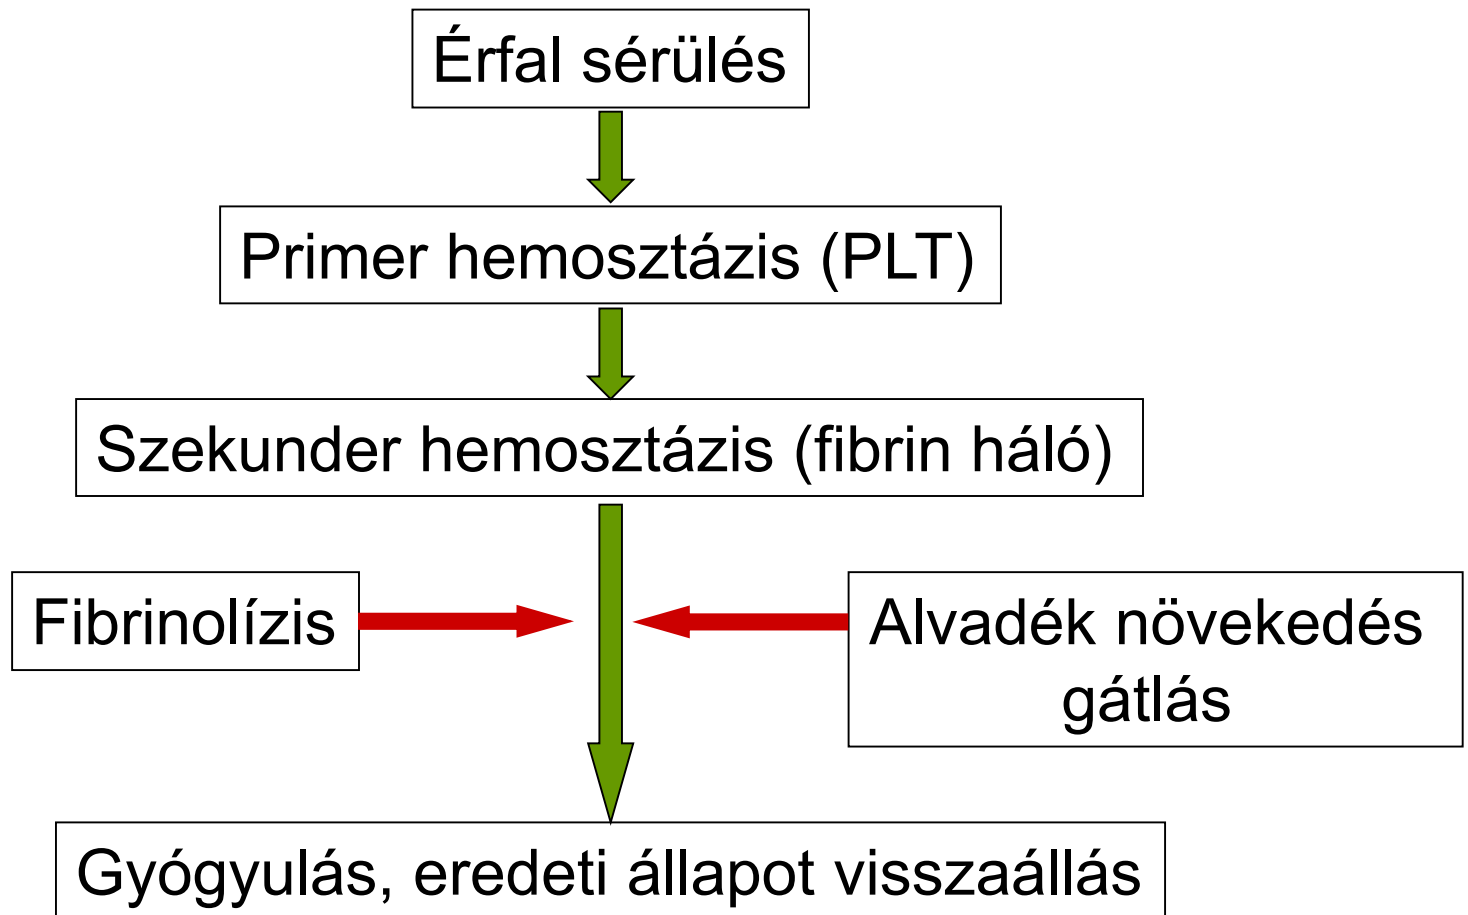 Érfal sérülés
Primer hemosztázis (PLT)
Szekunder hemosztázis (fibrin háló)
Fibrinolízis
Alvadék növekedés
gátlás
Gyógyulás, eredeti állapot visszaállás